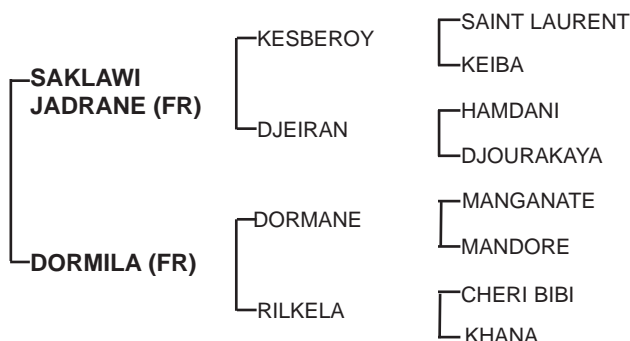 SAINT LAURENT
KESBEROY
KEIBA
SAKLAWI
JADRANE (FR)
HAMDANI
DJEIRAN
DJOURAKAYA
MANGANATE
DORMANE
MANDORE
DORMILA (FR)
CHERI BIBI
RILKELA
KHANA